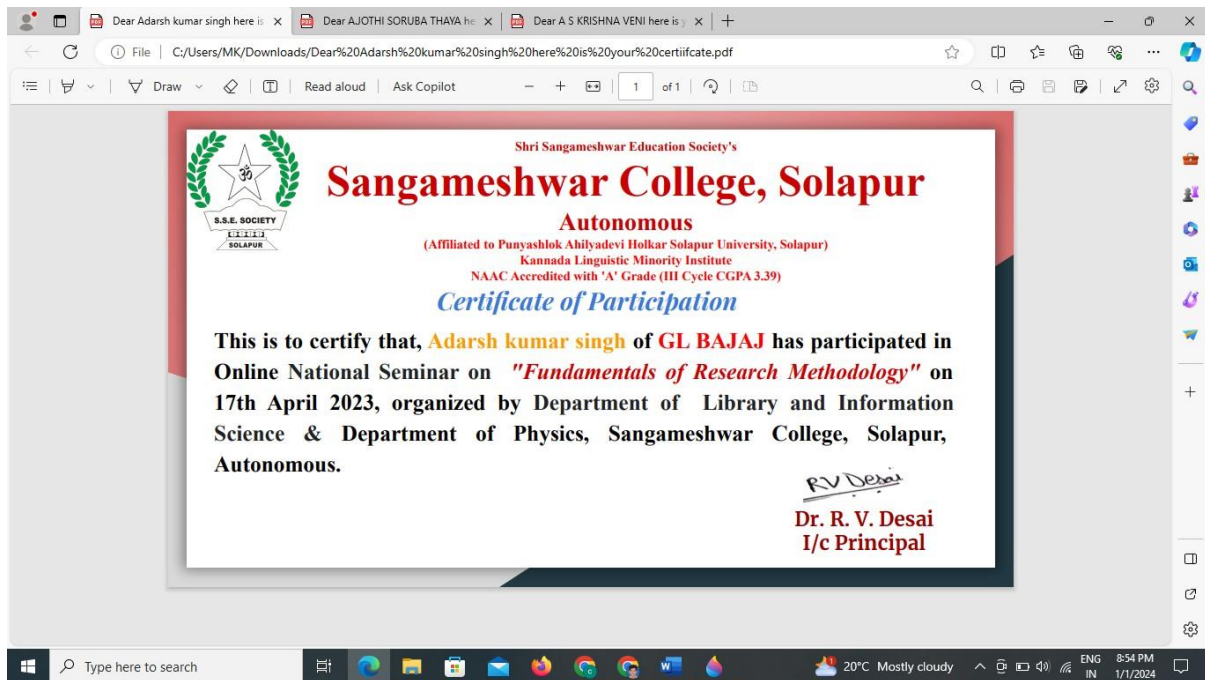 Dear Adarsh kumar singh here is
Dear AJOTHI SORUBA THAYA he
Dear A S KRISHNA VENI here is y
File
C:/Users/MK/Downloads/Dear%20Adarsh%20kumar%20singh%20here%20is%20your%20certiifcate.pdf
Draw
Read aloud
Ask Copilot
1
of 1
Shri Sangameshwar Education Society's
Sangameshwar College, Solapur
Autonomous
(Affiliated to Punyashlok Ahilyadevi Holkar Solapur University, Solapur)
Kannada Linguistic Minority Institute
NAAC Accredited with 'A' Grade (III Cycle CGPA 3.39)
ॐ
S.S.E. SOCIETY
SOLAPUR
Certificate of Participation
This is to certify that, Adarsh kumar singh of GL BAJAJ has participated in
Online National Seminar on "Fundamentals of Research Methodology" on
17th April 2023, organized by Department of Library and Information
Science & Department of Physics, Sangameshwar College, Solapur,
Autonomous.
RV Desai
Dr. R. V. Desai
I/c Principal
Type here to search
20°C Mostly cloudy
ENG
IN
8:54 PM
1/1/2024